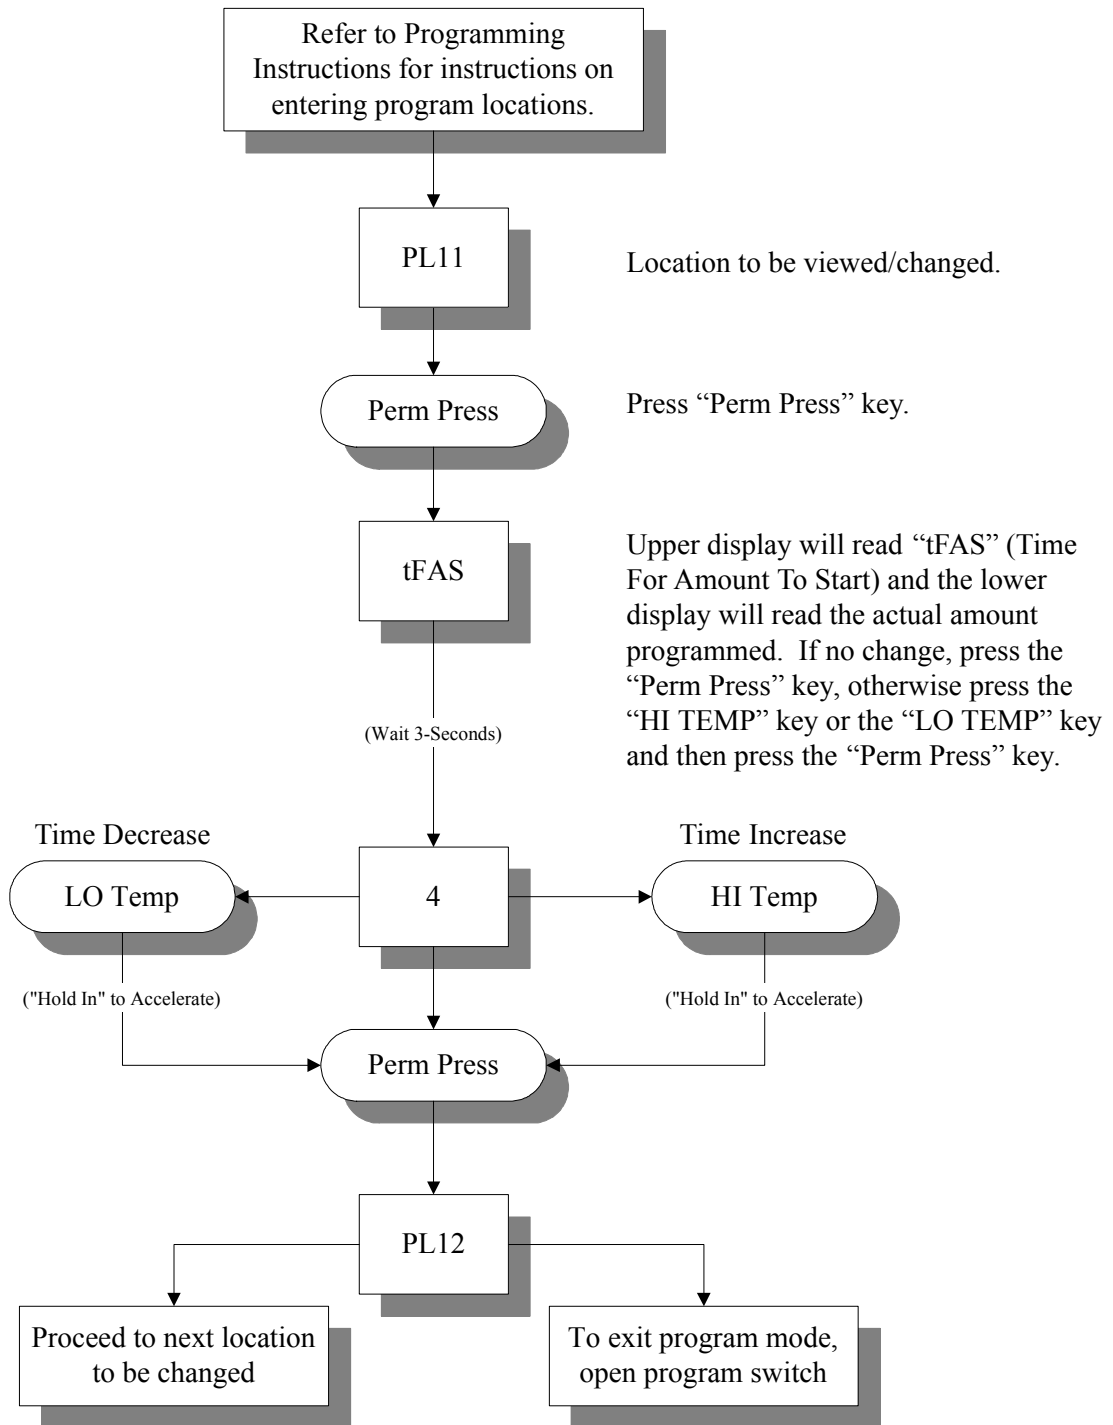 Refer to Programming
Instructions for instructions on
entering program locations.
PL11
Location to be viewed/changed.
Perm Press
Press “Perm Press” key.
tFAS
Upper display will read “tFAS” (Time
For Amount To Start) and the lower
display will read the actual amount
programmed.  If no change, press the
“Perm Press” key, otherwise press the
“HI TEMP” key or the “LO TEMP” key
and then press the “Perm Press” key.
(Wait 3-Seconds)
Time Decrease
Time Increase
LO Temp
4
HI Temp
("Hold In" to Accelerate)
("Hold In" to Accelerate)
Perm Press
PL12
Proceed to next location
to be changed
To exit program mode,
open program switch